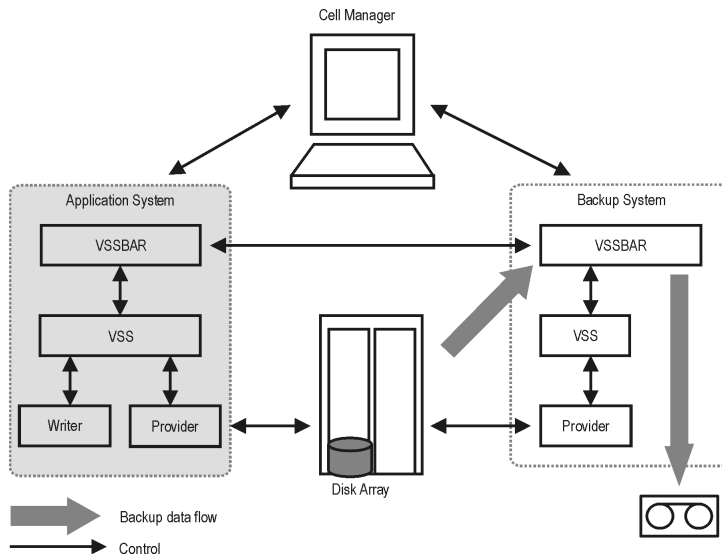 Cell Manager
Application System
Backup System
VSSBAR
VSSBAR
VSS
VSS
Writer
Provider
Provider
Disk Array
Backup data flow
Control